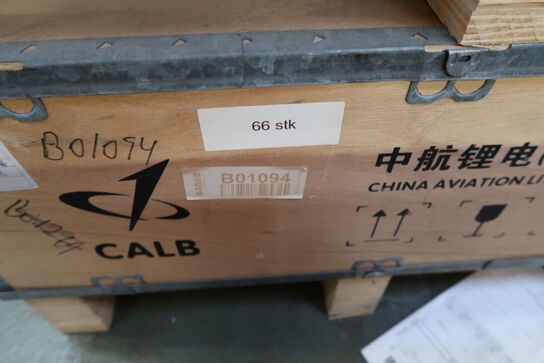 66 stk
B01094
B01094
CALB
中航锂电
CHINA AVIATION LI